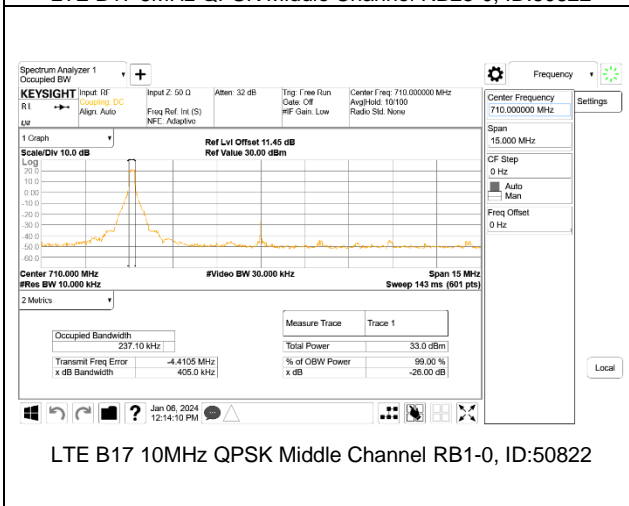 LTE B17 5MHz QPSK Middle Channel RB25-0, ID:50822
Spectrum Analyzer 1
Occupied BW
KEYSIGHT
Input: RF
Coupling: DC
Align: Auto
Input Z: 50 Ω
Freq Ref: Int (S)
NFE: Adaptive
Atten: 32 dB
Trig: Free Run
Gate: Off
#IF Gain: Low
Center Freq: 710.000000 MHz
Avg|Hold: 10/100
Radio Std: None
1 Graph
Scale/Div 10.0 dB
Ref Lvl Offset 11.45 dB
Ref Value 30.00 dBm
Log
20.0
10.0
0.00
-10.0
-20.0
-30.0
-40.0
-50.0
-60.0
Center 710.000 MHz
#Res BW 10.000 kHz
#Video BW 30.000 kHz
Span 15 MHz
Sweep 143 ms (601 pts)
2 Metrics
Measure Trace
Trace 1
Occupied Bandwidth
237.10 kHz
Total Power
33.0 dBm
Transmit Freq Error
-4.4105 MHz
% of OBW Power
99.00 %
x dB Bandwidth
405.0 kHz
x dB
-26.00 dB
Jan 06, 2024
12:14:10 PM
Frequency
Center Frequency
710.000000 MHz
Settings
Span
15.000 MHz
CF Step
0 Hz
Auto
Man
Freq Offset
0 Hz
Local
LTE B17 10MHz QPSK Middle Channel RB1-0, ID:50822